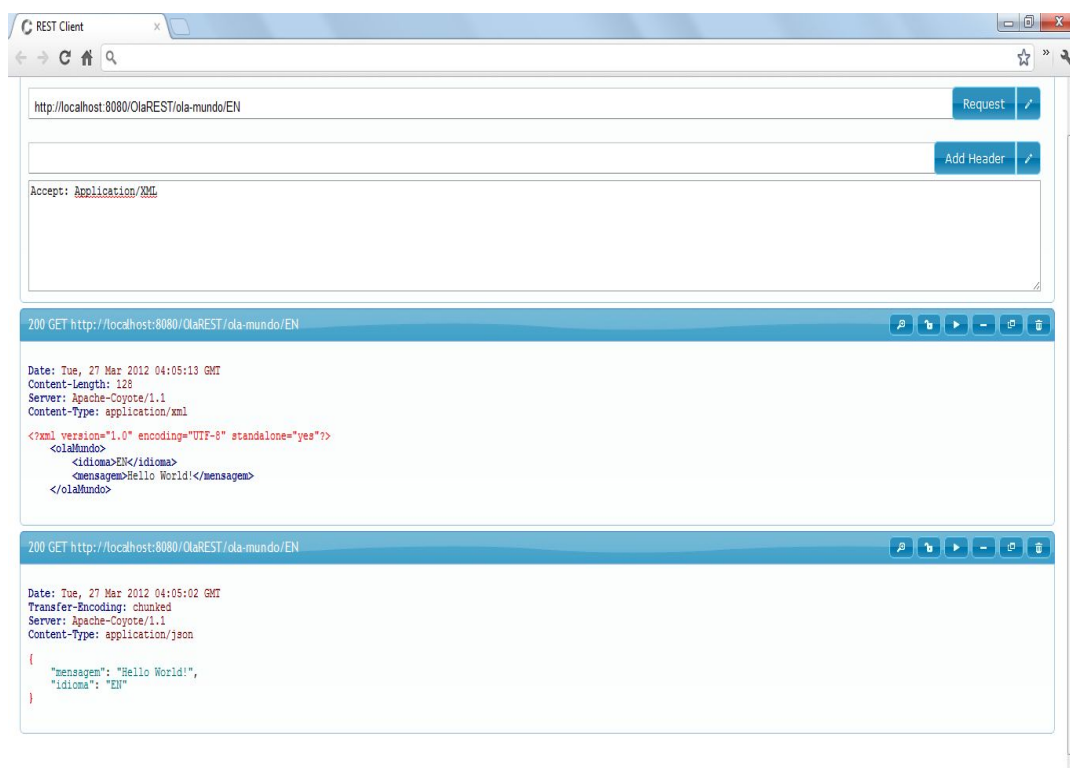 REST Client
http://localhost:8080/OlaREST/ola-mundo/EN
Request
Add Header
Accept: Application/XML
200 GET http://localhost:8080/OlaREST/ola-mundo/EN
Date: Tue, 27 Mar 2012 04:05:13 GMT
Content-Length: 128
Server: Apache-Coyote/1.1
Content-Type: application/xml
<?xml version="1.0" encoding="UTF-8" standalone="yes"?>
<olaMundo>
<idioma>EN</idioma>
<mensagem>Hello World!</mensagem>
</olaMundo>
200 GET http://localhost:8080/OlaREST/ola-mundo/EN
Date: Tue, 27 Mar 2012 04:05:02 GMT
Transfer-Encoding: chunked
Server: Apache-Coyote/1.1
Content-Type: application/json
{
"mensagem": "Hello World!",
"idioma": "EN"
}